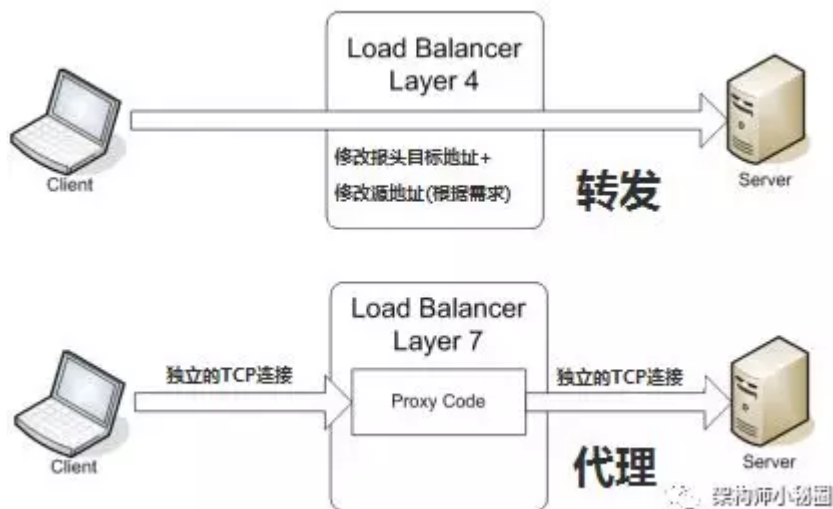 Load Balancer
Layer 4
修改报头目标地址+
修改源地址(根据需求)
转发
Client
Server
Load Balancer
Layer 7
独立的TCP连接
Proxy Code
独立的TCP连接
代理
Client
Server
架构师小秘圈